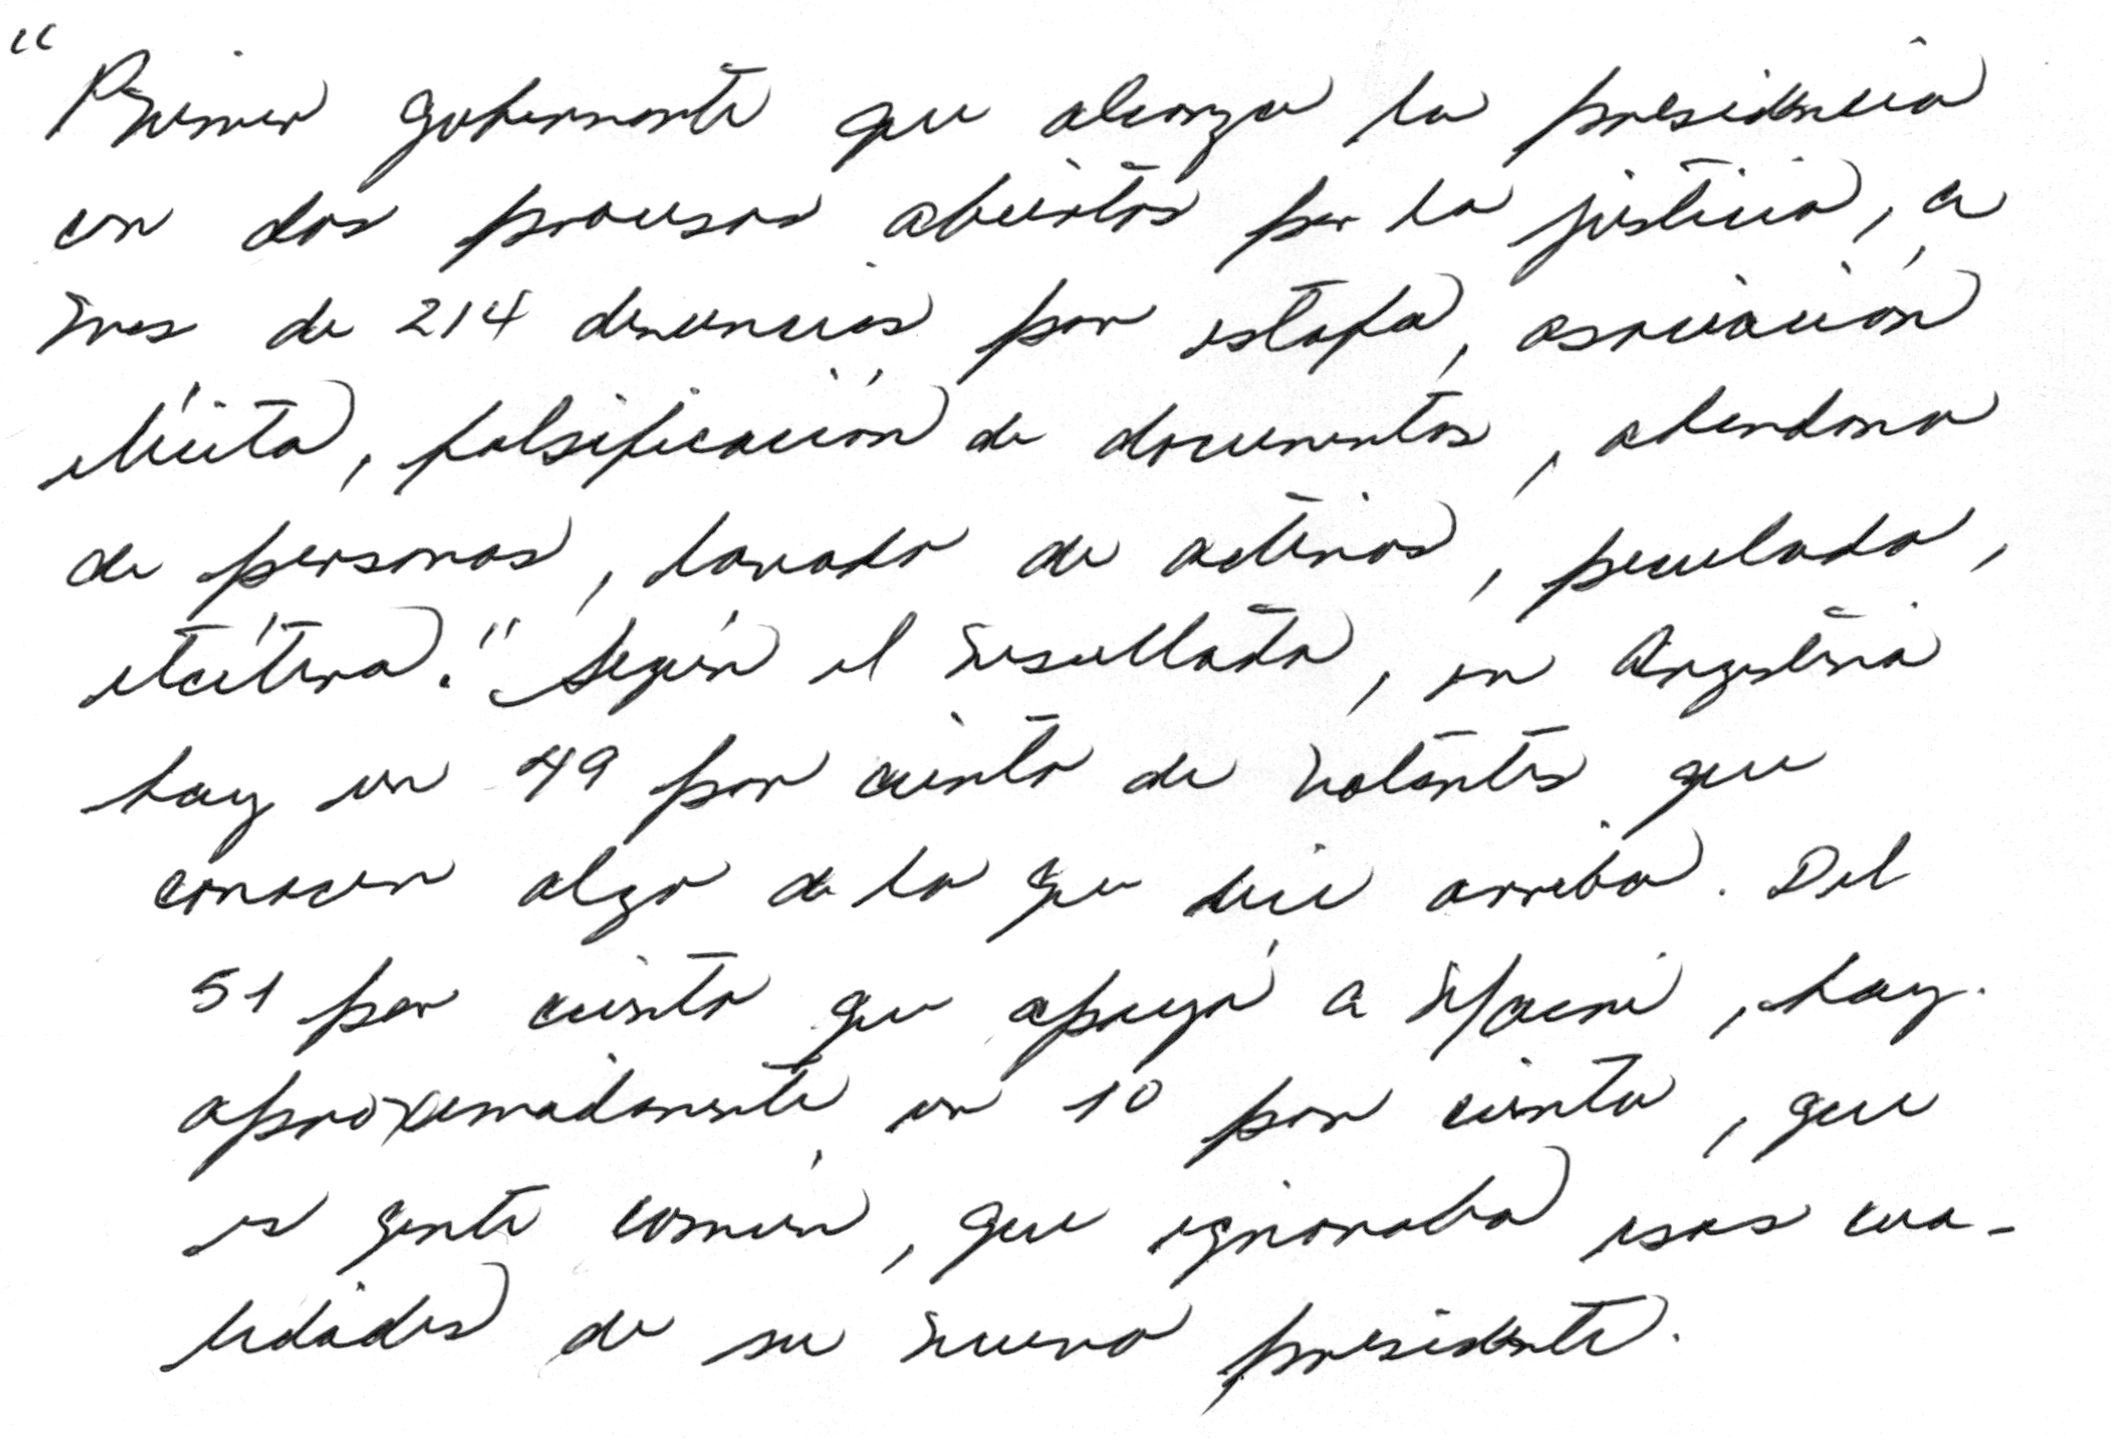 "Primer gobernante que alcanza la presidencia
con dos procesos abiertos por la justicia, a
mas de 214 denuncias por estafa, asociación
ilícita, falsificación de documentos, abandono
de personas, lavado de activos, peculado,
etcétera." Según el resultado, en Argentina
hay un 49 por ciento de votantes que
conocen algo de lo que dice arriba. Del
51 por ciento que apoyó a Macri, hay
aproximadamente un 10 por ciento, que
es gente común, que ignoraba esas cua-
lidades de su nuevo presidente.